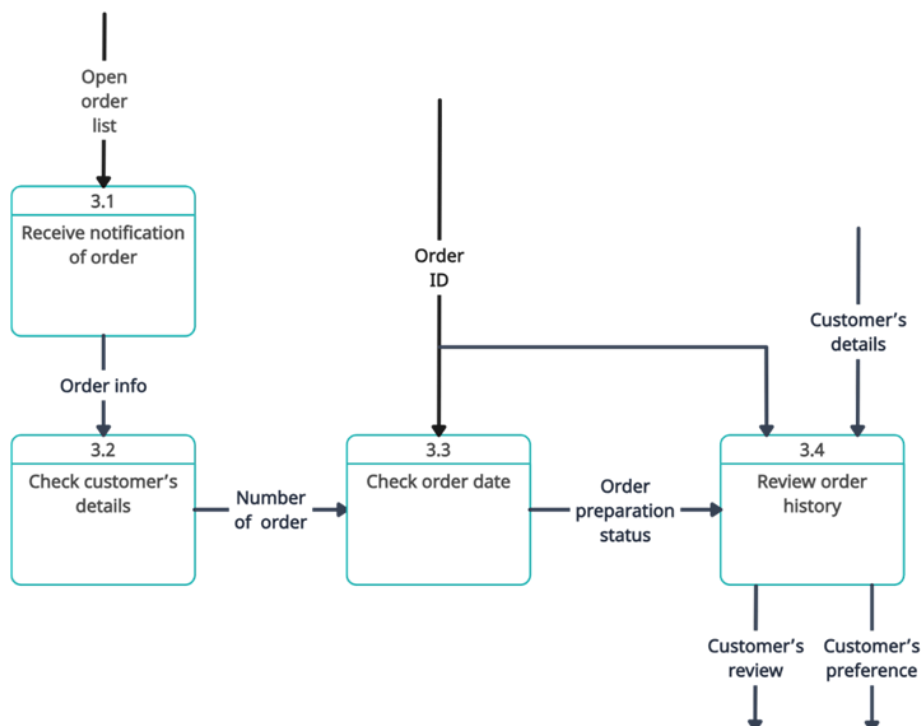 Open
order
list
3.1
Receive notification
of order
Order info
Order
ID
Customer's
details
3.2
Check customer's
details
Number
of order
3.3
Check order date
Order
preparation
status
3.4
Review order
history
Customer's
review
Customer's
preference